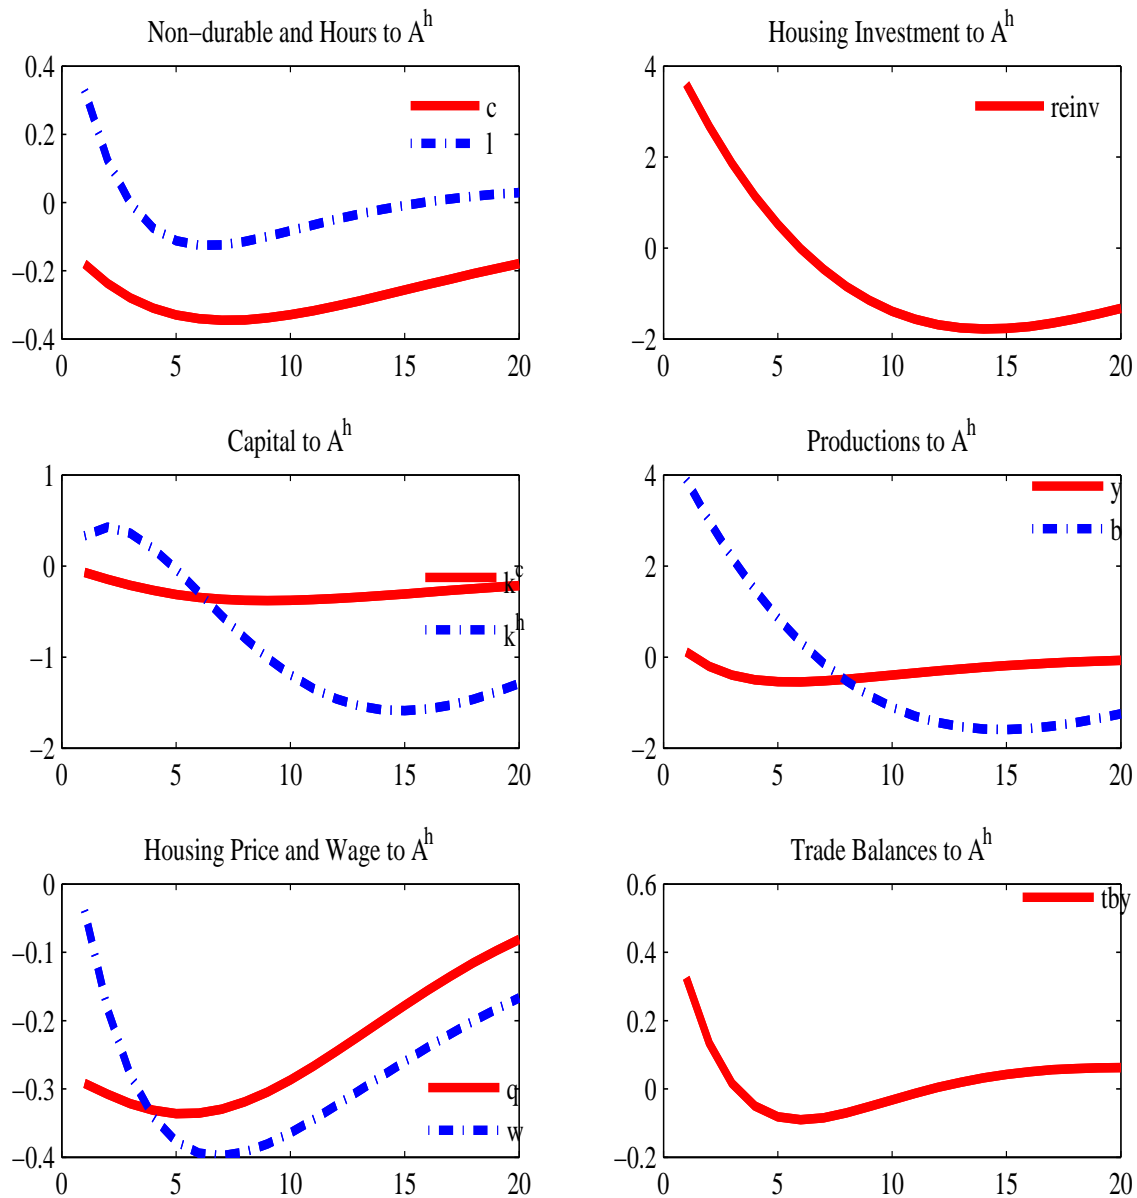 Non−durable and Hours to A^h
0.4
0.2
0
−0.2
−0.4
c
l
0 5 10 15 20
Housing Investment to A^h
4
2
0
−2
reinv
0 5 10 15 20
Capital to A^h
1
0
−1
−2
k^c
k^h
0 5 10 15 20
Productions to A^h
4
2
0
−2
y
b
0 5 10 15 20
Housing Price and Wage to A^h
0
−0.1
−0.2
−0.3
−0.4
q
w
0 5 10 15 20
Trade Balances to A^h
0.6
0.4
0.2
0
−0.2
tby
0 5 10 15 20